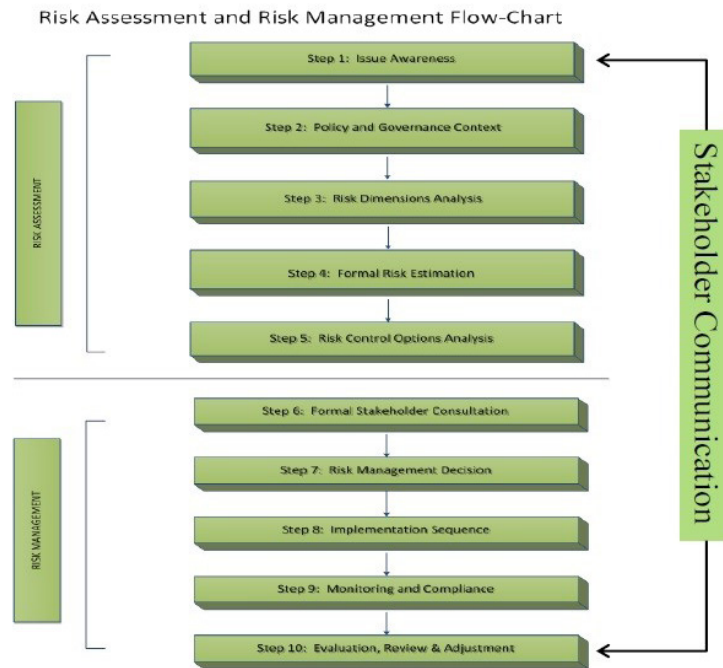 Risk Assessment and Risk Management Flow-Chart
RISK ASSESSMENT
Step 1: Issue Awareness
Step 2: Policy and Governance Context
Step 3: Risk Dimensions Analysis
Step 4: Formal Risk Estimation
Step 5: Risk Control Options Analysis
RISK MANAGEMENT
Step 6: Formal Stakeholder Consultation
Step 7: Risk Management Decision
Step 8: Implementation Sequence
Step 9: Monitoring and Compliance
Step 10: Evaluation, Review & Adjustment
Stakeholder Communication